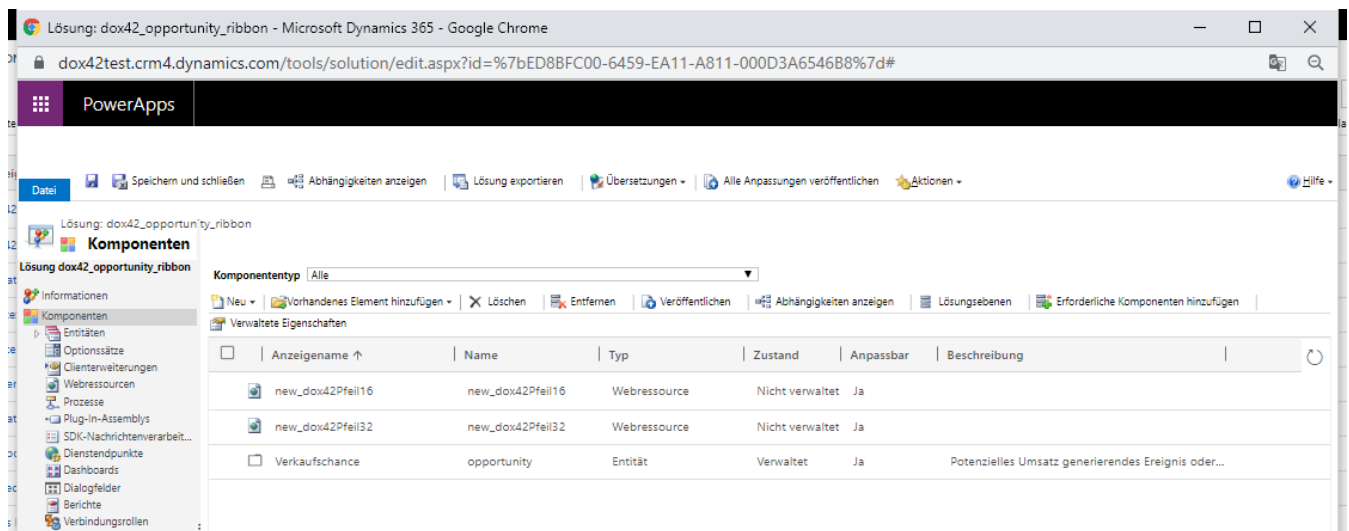 Lösung: dox42_opportunity_ribbon - Microsoft Dynamics 365 - Google Chrome
dox42test.crm4.dynamics.com/tools/solution/edit.aspx?id=%7bED8BFC00-6459-EA11-A811-000D3A6546B8%7d#
PowerApps
Datei Speichern und schließen Abhängigkeiten anzeigen Lösung exportieren Übersetzungen Alle Anpassungen veröffentlichen Aktionen Hilfe
Lösung: dox42_opportunity_ribbon
Komponenten
Lösung dox42_opportunity_ribbon
Informationen
Komponenten
Entitäten
Optionssätze
Clienterweiterungen
Webressourcen
Prozesse
Plug-In-Assemblys
SDK-Nachrichtenverarbeit...
Dienstendpunkte
Dashboards
Dialogfelder
Berichte
Verbindungsrollen
Komponententyp Alle
Neu Vorhandenes Element hinzufügen Löschen Entfernen Veröffentlichen Abhängigkeiten anzeigen Lösungsebenen Erforderliche Komponenten hinzufügen
Verwaltete Eigenschaften
Anzeigename Name Typ Zustand Anpassbar Beschreibung
new_dox42Pfeil16 new_dox42Pfeil16 Webressource Nicht verwaltet Ja
new_dox42Pfeil32 new_dox42Pfeil32 Webressource Nicht verwaltet Ja
Verkaufschance opportunity Entität Verwaltet Ja Potenzielles Umsatz generierendes Ereignis oder...